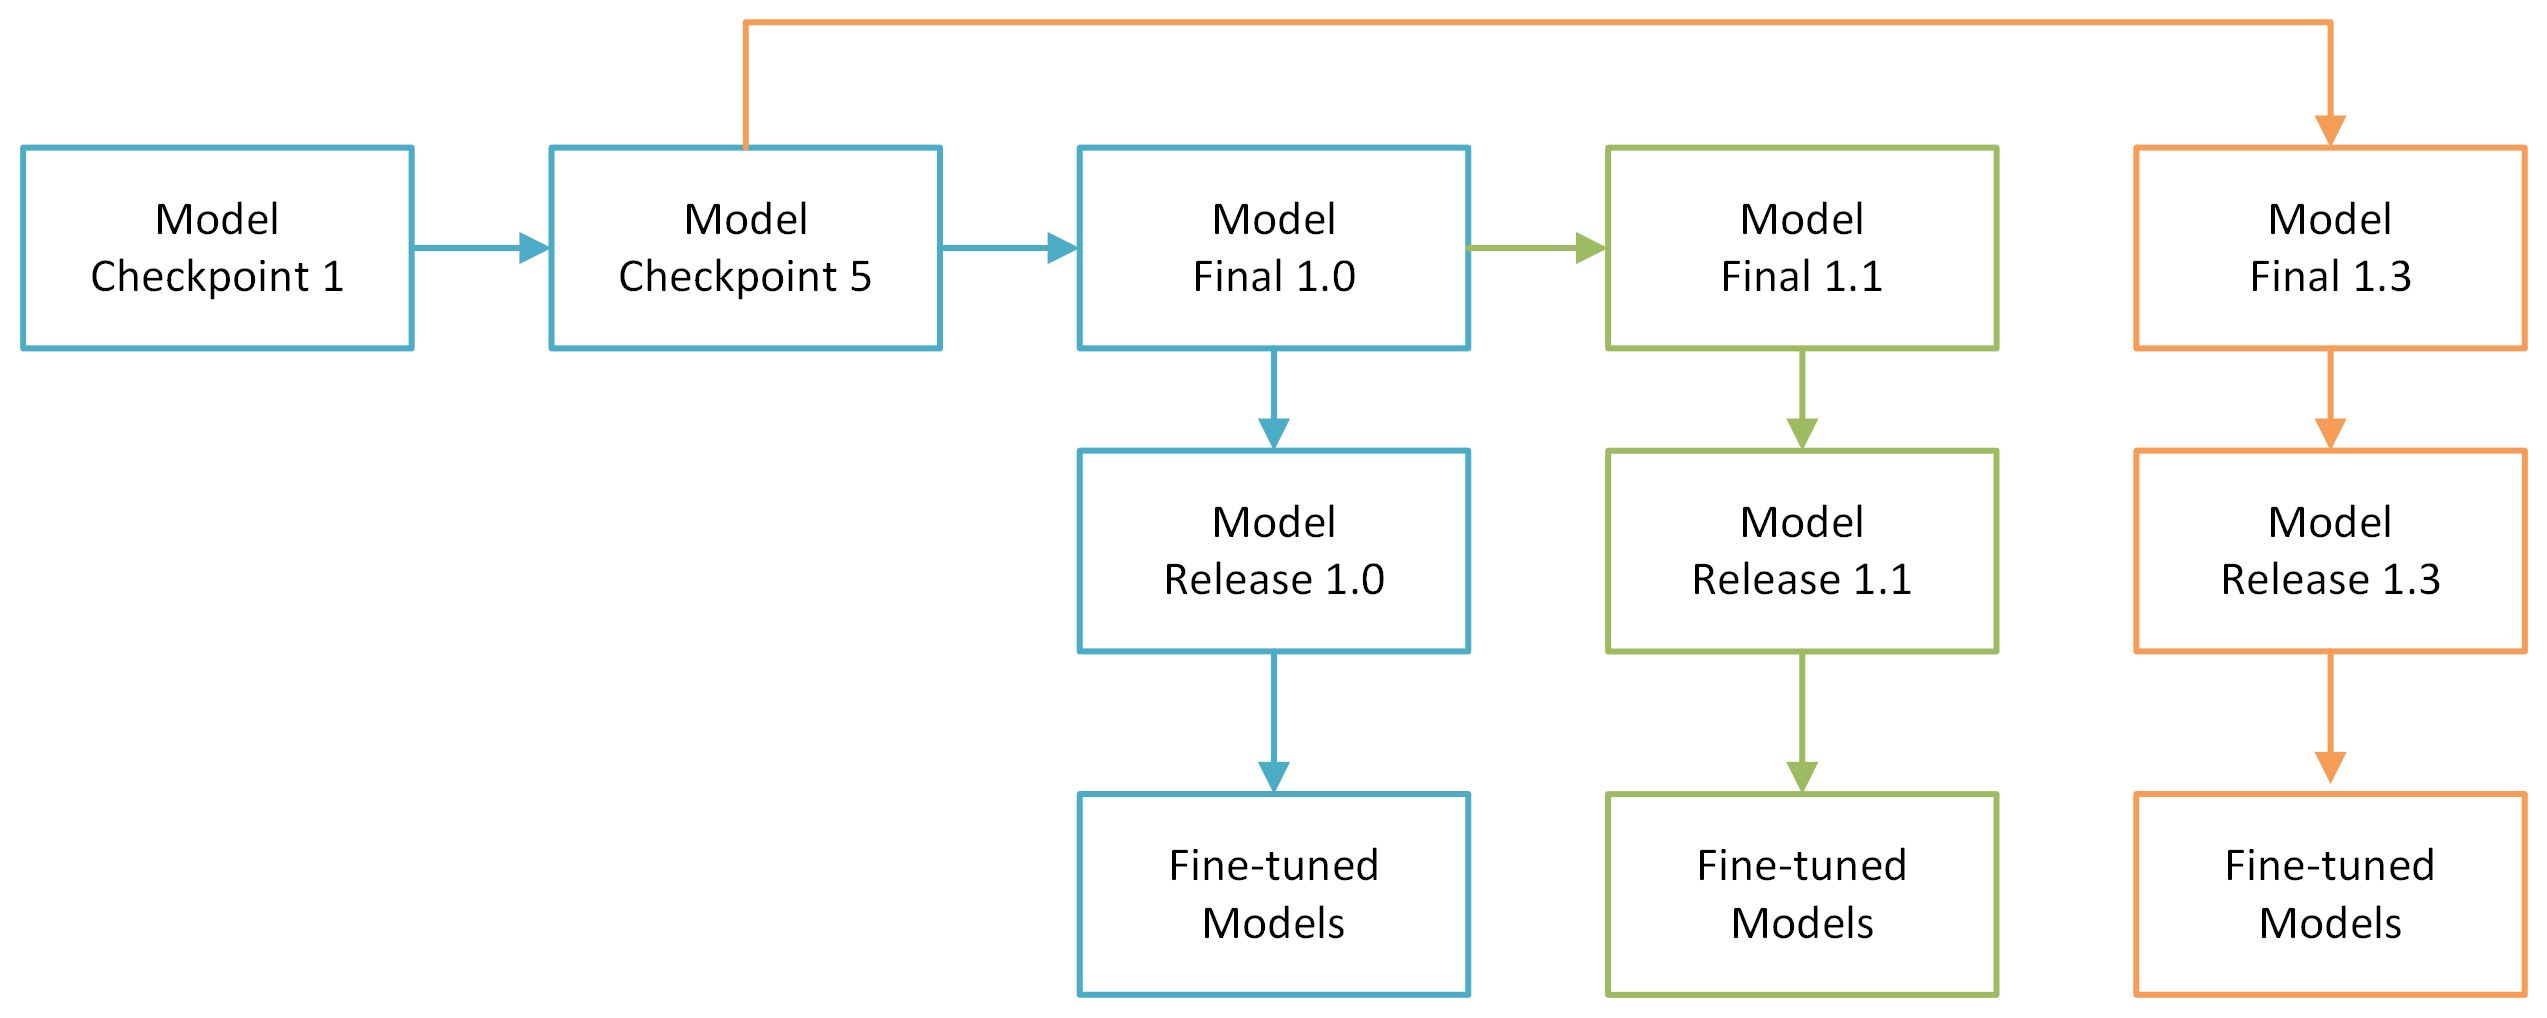 Model
Checkpoint 1
Model
Checkpoint 5
Model
Final 1.0
Model
Final 1.1
Model
Final 1.3
Model
Release 1.0
Model
Release 1.1
Model
Release 1.3
Fine-tuned
Models
Fine-tuned
Models
Fine-tuned
Models